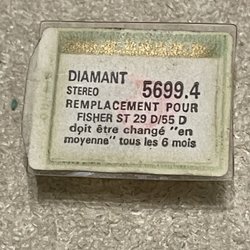 DIAMANT
STEREO 5699.4
REMPLACEMENT POUR
FISHER ST 29 D/55 D
doit être changé "en
moyenne" tous les 6 mois